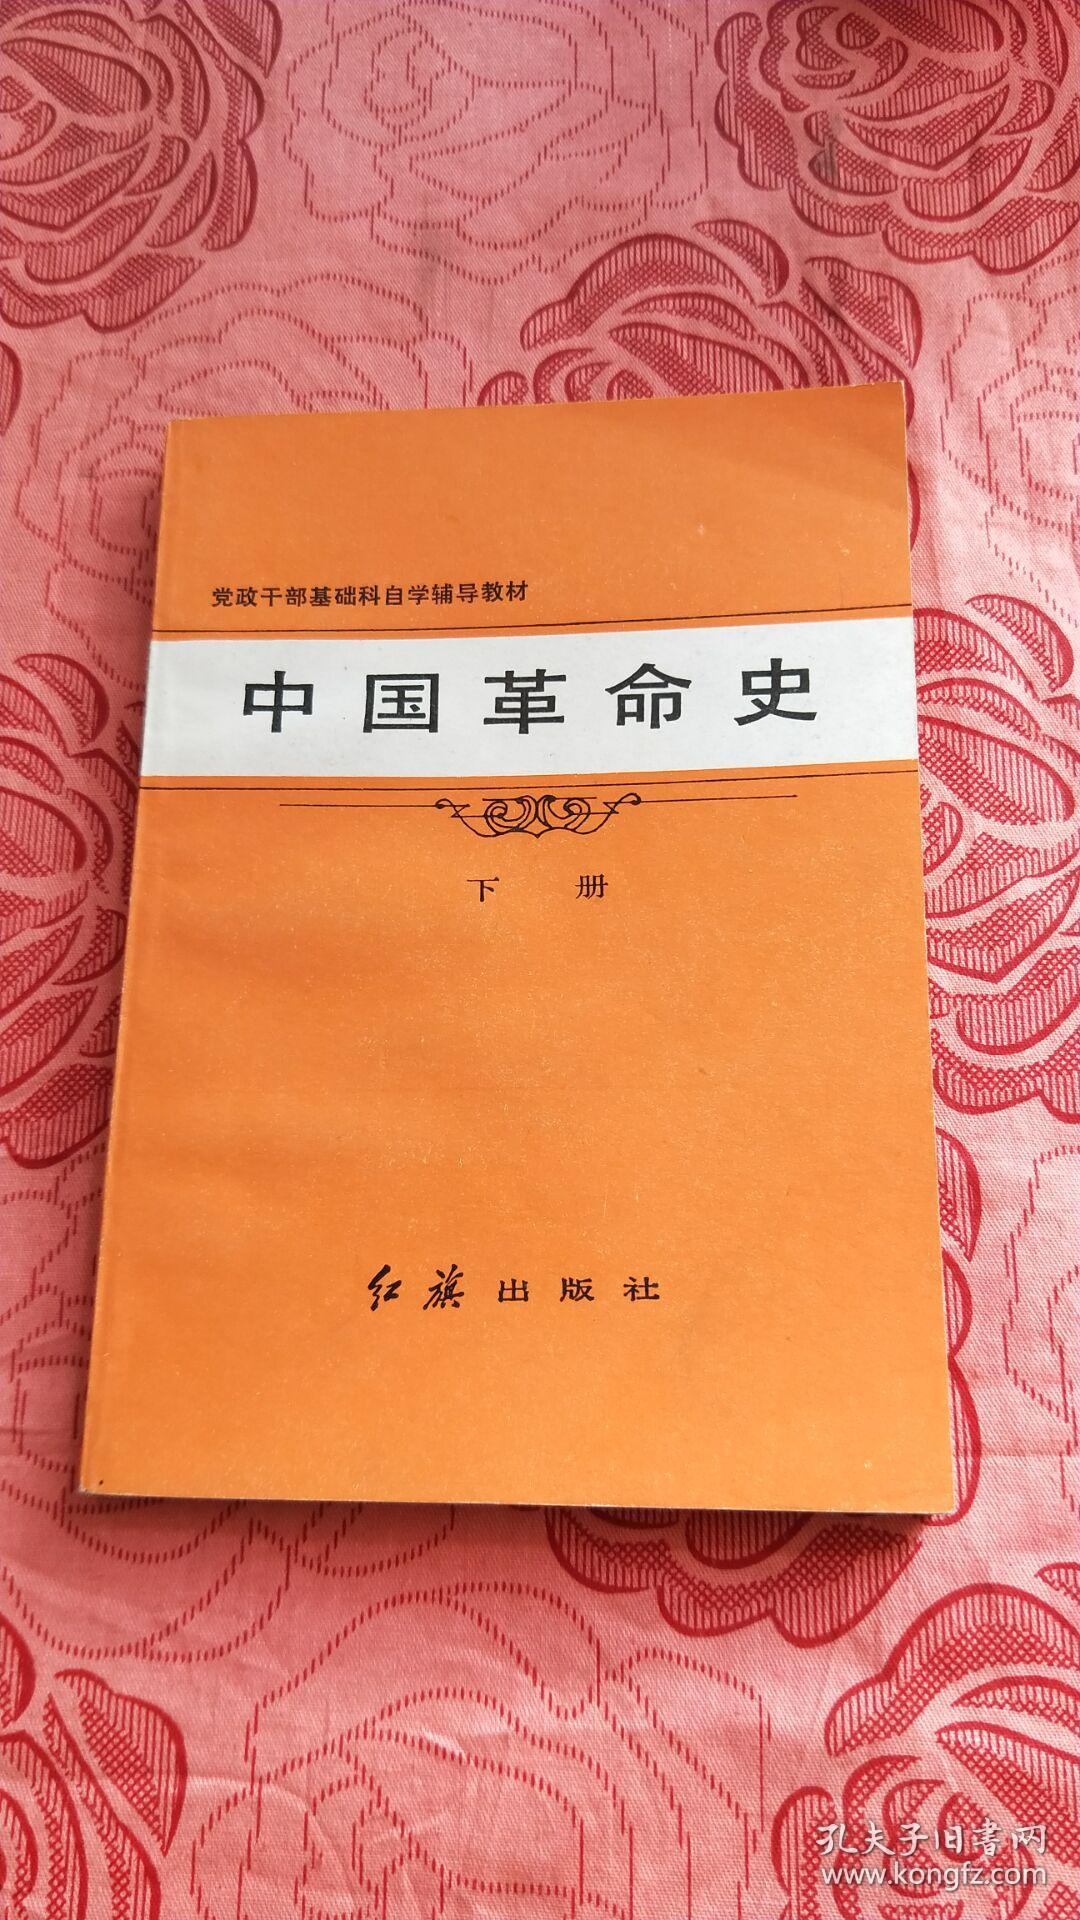 党政干部基础科自学辅导教材
中国革命史
下册
红旗出版社
孔夫子旧书网
www.kongfz.com